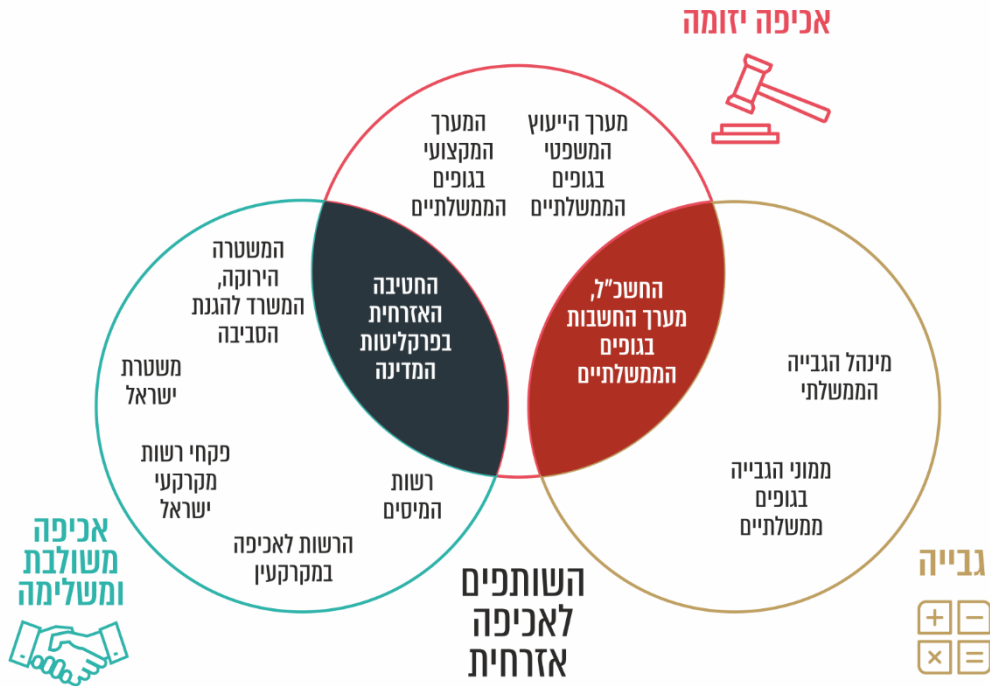 אכיפה יזומה
מערך הייעוץ
המשפטי
בגופים
הממשלתיים
המערך
המקצועי
בגופים
הממשלתיים
החשכ"ל,
מערך החשבות
בגופים
הממשלתיים
החטיבה
האזרחית
בפרקליטות
המדינה
מינהל הגבייה
הממשלתי
ממוני הגבייה
בגופים
ממשלתיים
גבייה
המשטרה
הירוקה,
המשרד להגנת
הסביבה
משטרת
ישראל
פקחי רשות
מקרקעי
ישראל
רשות
המיסים
הרשות לאכיפה
במקרקעין
אכיפה
משולבת
ומשלימה
השותפים
לאכיפה
אזרחית